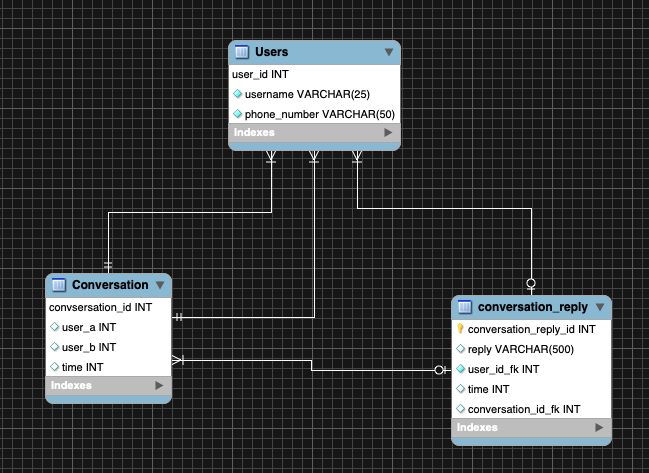 Users
user_id INT
username VARCHAR(25)
phone_number VARCHAR(50)
Indexes
Conversation
convsersation_id INT
user_a INT
user_b INT
time INT
Indexes
conversation_reply
conversation_reply_id INT
reply VARCHAR(500)
user_id_fk INT
time INT
conversation_id_fk INT
Indexes